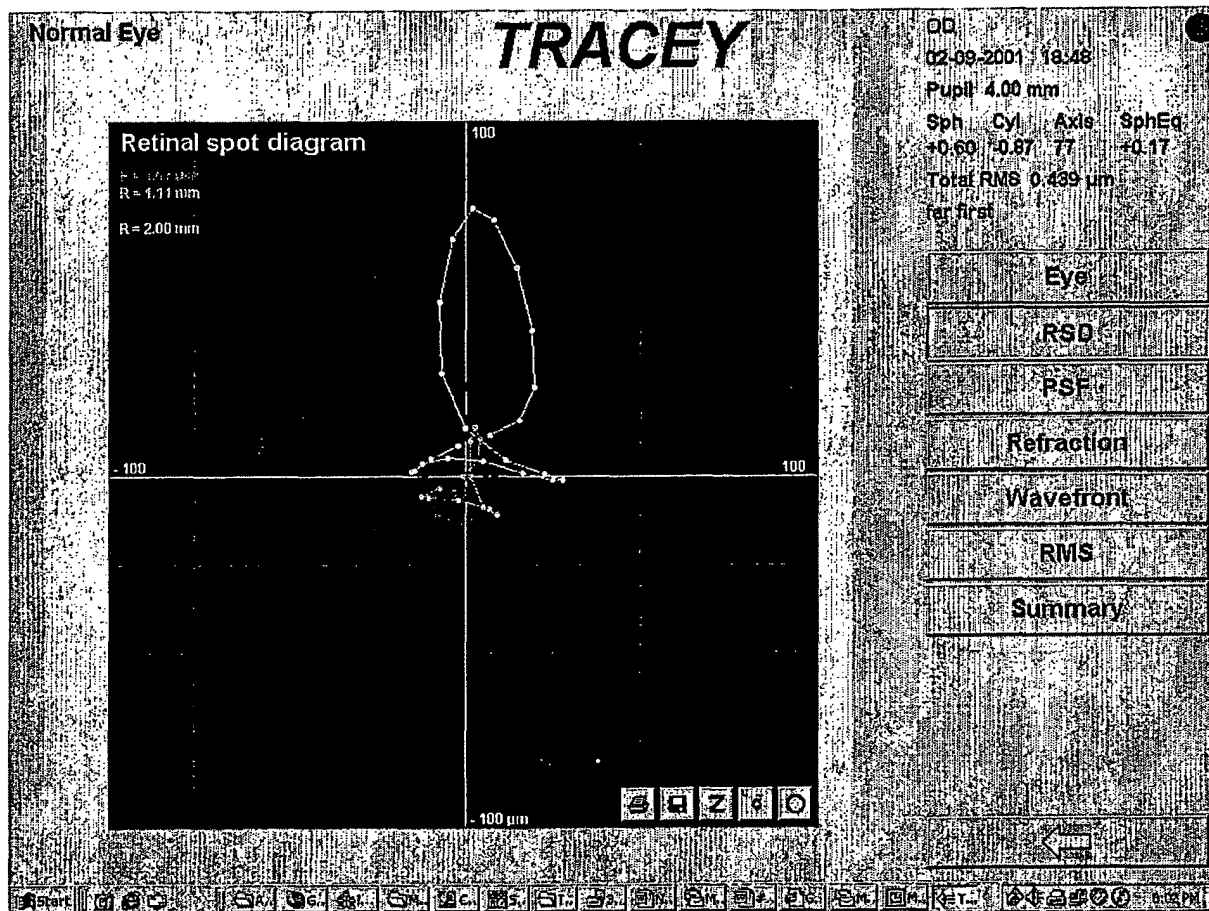 Normal Eye
TRACEY
OD
02-09-2001 18:48
Pupil 4.00 mm
Sph Cyl Axis SphEq
+0.60 -0.87 77 +0.17
Total RMS 0.439 µm
far first
Retinal spot diagram
R = 1.11 mm
R = 2.00 mm
100
- 100
100
- 100 µm
Eye
RSD
PSF
Refraction
Wavefront
RMS
Summary
Z
Start